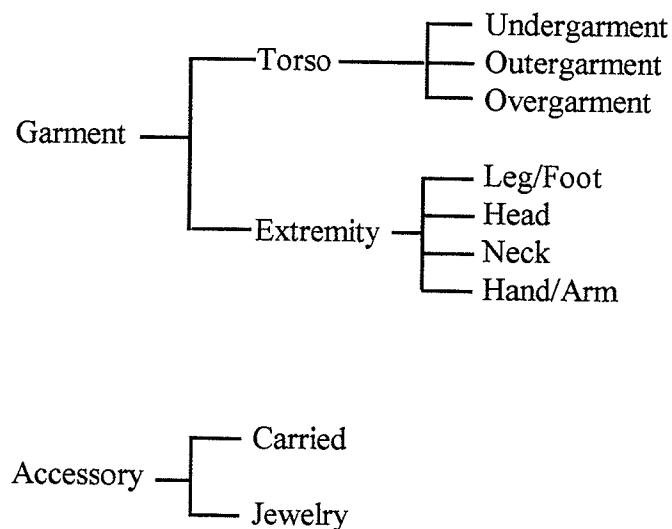 Undergarment
Torso
Outergarment
Overgarment
Garment
Leg/Foot
Extremity
Head
Neck
Hand/Arm
Carried
Accessory
Jewelry